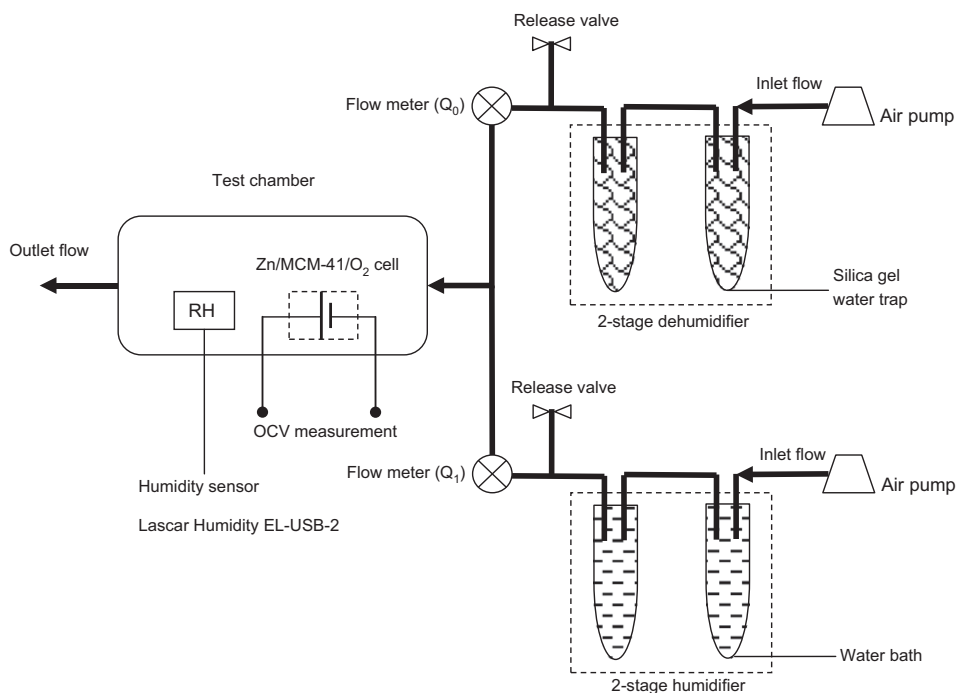 Release valve
Inlet flow
Flow meter (Q₀)
Air pump
Test chamber
Outlet flow
Zn/MCM-41/O₂ cell
RH
Silica gel
water trap
2-stage dehumidifier
Release valve
OCV measurement
Inlet flow
Flow meter (Q₁)
Air pump
Humidity sensor
Lascar Humidity EL-USB-2
Water bath
2-stage humidifier